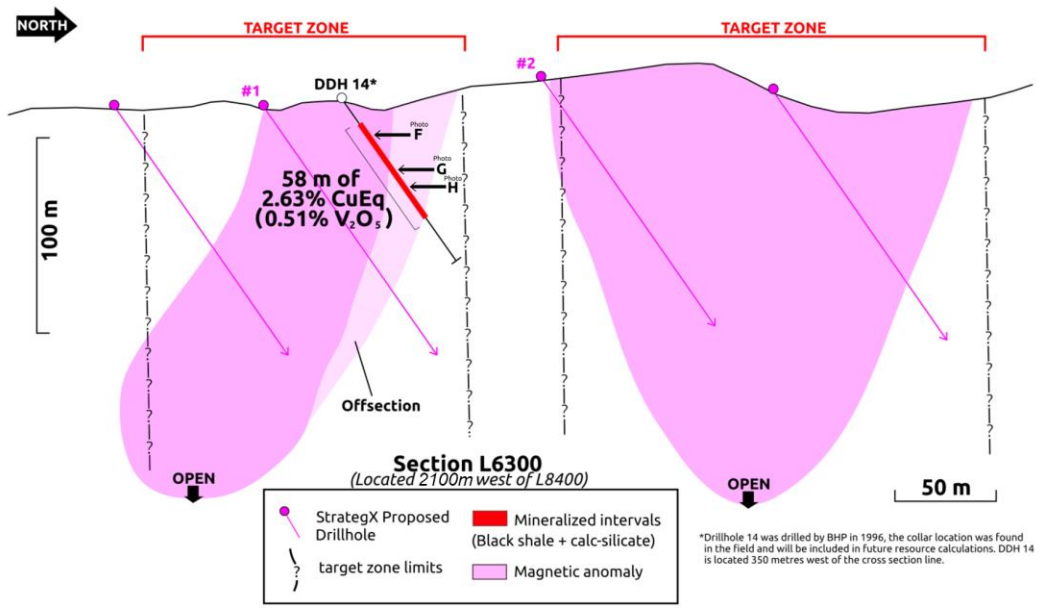 NORTH
TARGET ZONE
TARGET ZONE
#1
DDH 14*
#2
Photo
F
Photo
G
Photo
H
100 m
58 m of
2.63% CuEq
(0.51% V₂O₅)
? ? ? ? ? ? ? ? ? ? ? ?
? ? ? ? ? ? ? ? ? ? ?
? ? ? ? ? ? ? ? ? ? ? ?
? ? ? ? ? ? ? ? ? ? ? ?
Offsection
Section L6300
(Located 2100m west of L8400)
OPEN
OPEN
50 m
StrategX Proposed
Drillhole
? target zone limits
Mineralized intervals
(Black shale + calc-silicate)
Magnetic anomaly
*Drillhole 14 was drilled by BHP in 1996, the collar location was found
in the field and will be included in future resource calculations. DDH 14
is located 350 metres west of the cross section line.